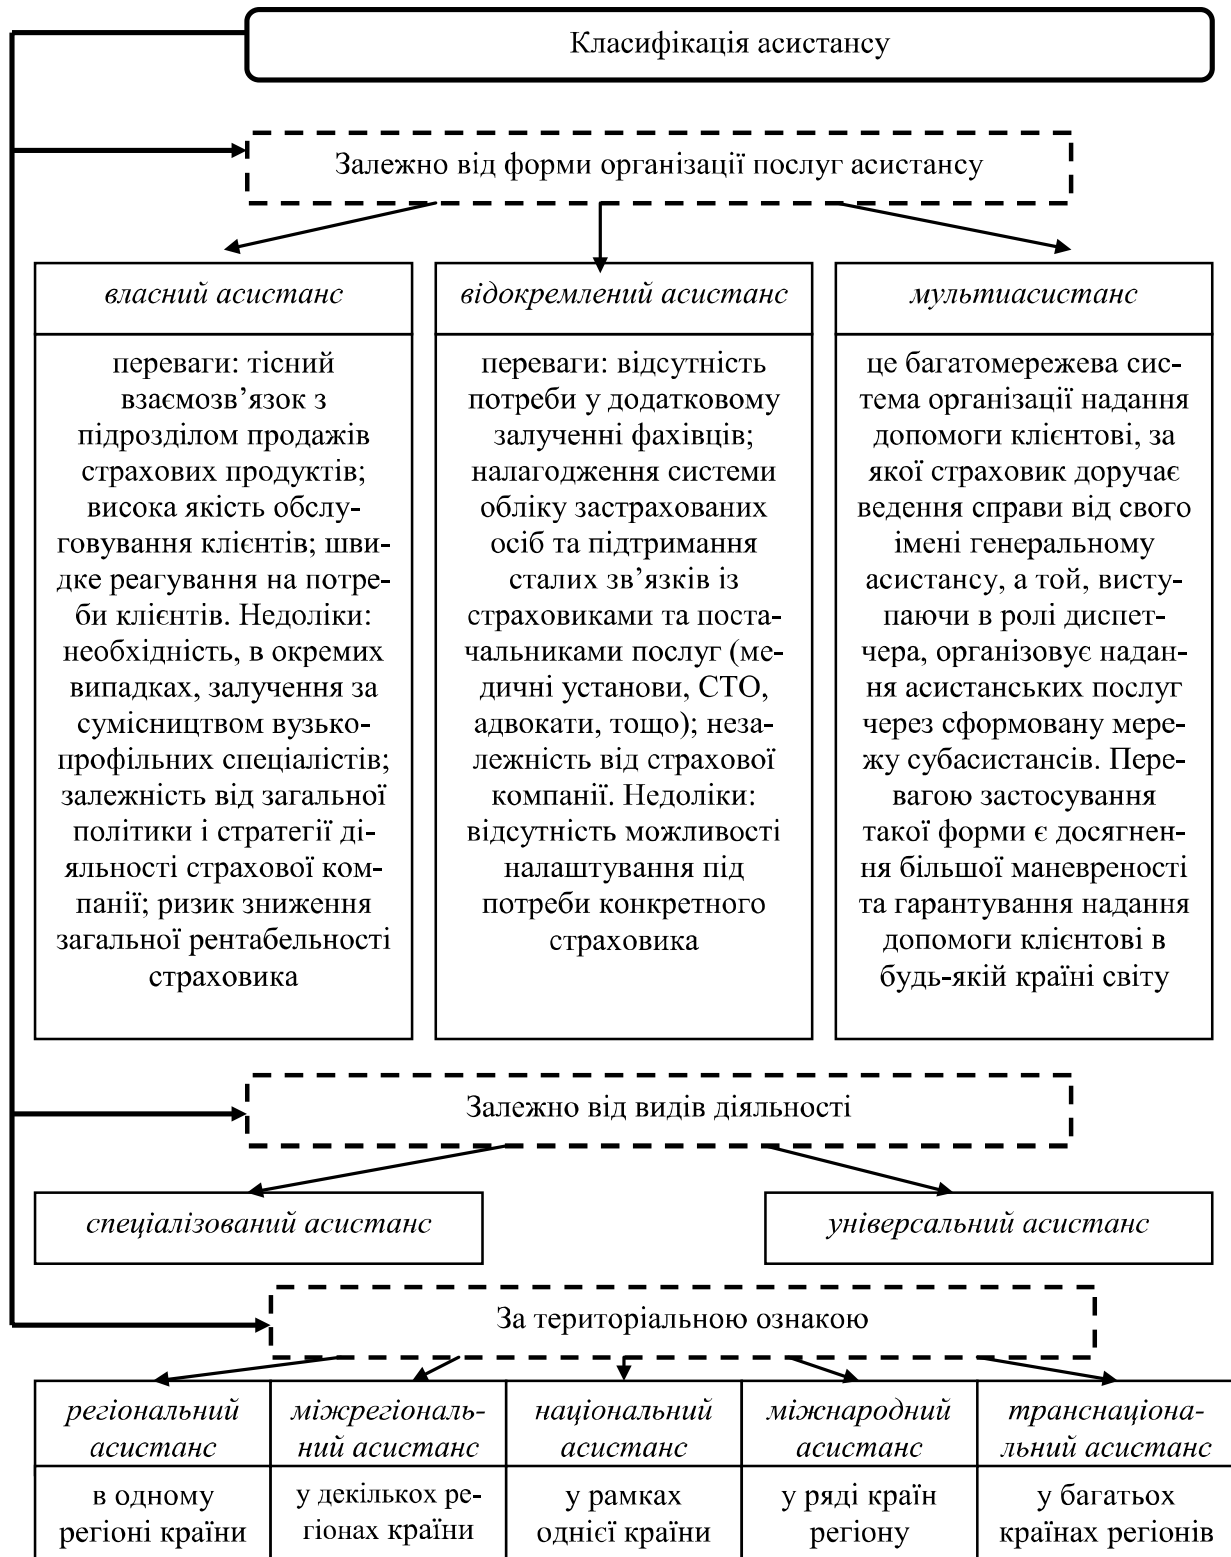 Класифікація асистансу
Залежно від форми організації послуг асистансу
власний асистанс
переваги: тісний
взаємозв’язок з
підрозділом продажів
страхових продуктів;
висока якість обслу-
говування клієнтів; шви-
дке реагування на потре-
би клієнтів. Недоліки:
необхідність, в окремих
випадках, залучення за
сумісництвом вузько-
профільних спеціалістів;
залежність від загальної
політики і стратегії ді-
яльності страхової ком-
панії; ризик зниження
загальної рентабельності
страховика
відокремлений асистанс
переваги: відсутність
потреби у додатковому
залученні фахівців;
налагодження системи
обліку застрахованих
осіб та підтримання
сталих зв’язків із
страховиками та поста-
чальниками послуг (ме-
дичні установи, СТО,
адвокати, тощо); неза-
лежність від страхової
компанії. Недоліки:
відсутність можливості
налаштування під
потреби конкретного
страховика
мультиасистанс
це багатомережева сис-
тема організації надання
допомоги клієнтові, за
якої страховик доручає
ведення справи від свого
імені генеральному
асистансу, а той, висту-
паючи в ролі диспет-
чера, організовує надан-
ня асистанських послуг
через сформовану мере-
жу субасистансів. Пере-
вагою застосування
такої форми є досягнен-
ня більшої маневреності
та гарантування надання
допомоги клієнтові в
будь-якій країні світу
Залежно від видів діяльності
спеціалізований асистанс
універсальний асистанс
За територіальною ознакою
регіональний
асистанс
в одному
регіоні країни
міжрегіональ-
ний асистанс
у декількох ре-
гіонах країни
національний
асистанс
у рамках
однієї країни
міжнародний
асистанс
у ряді країн
регіону
транснаціона-
льний асистанс
у багатьох
країнах регіонів